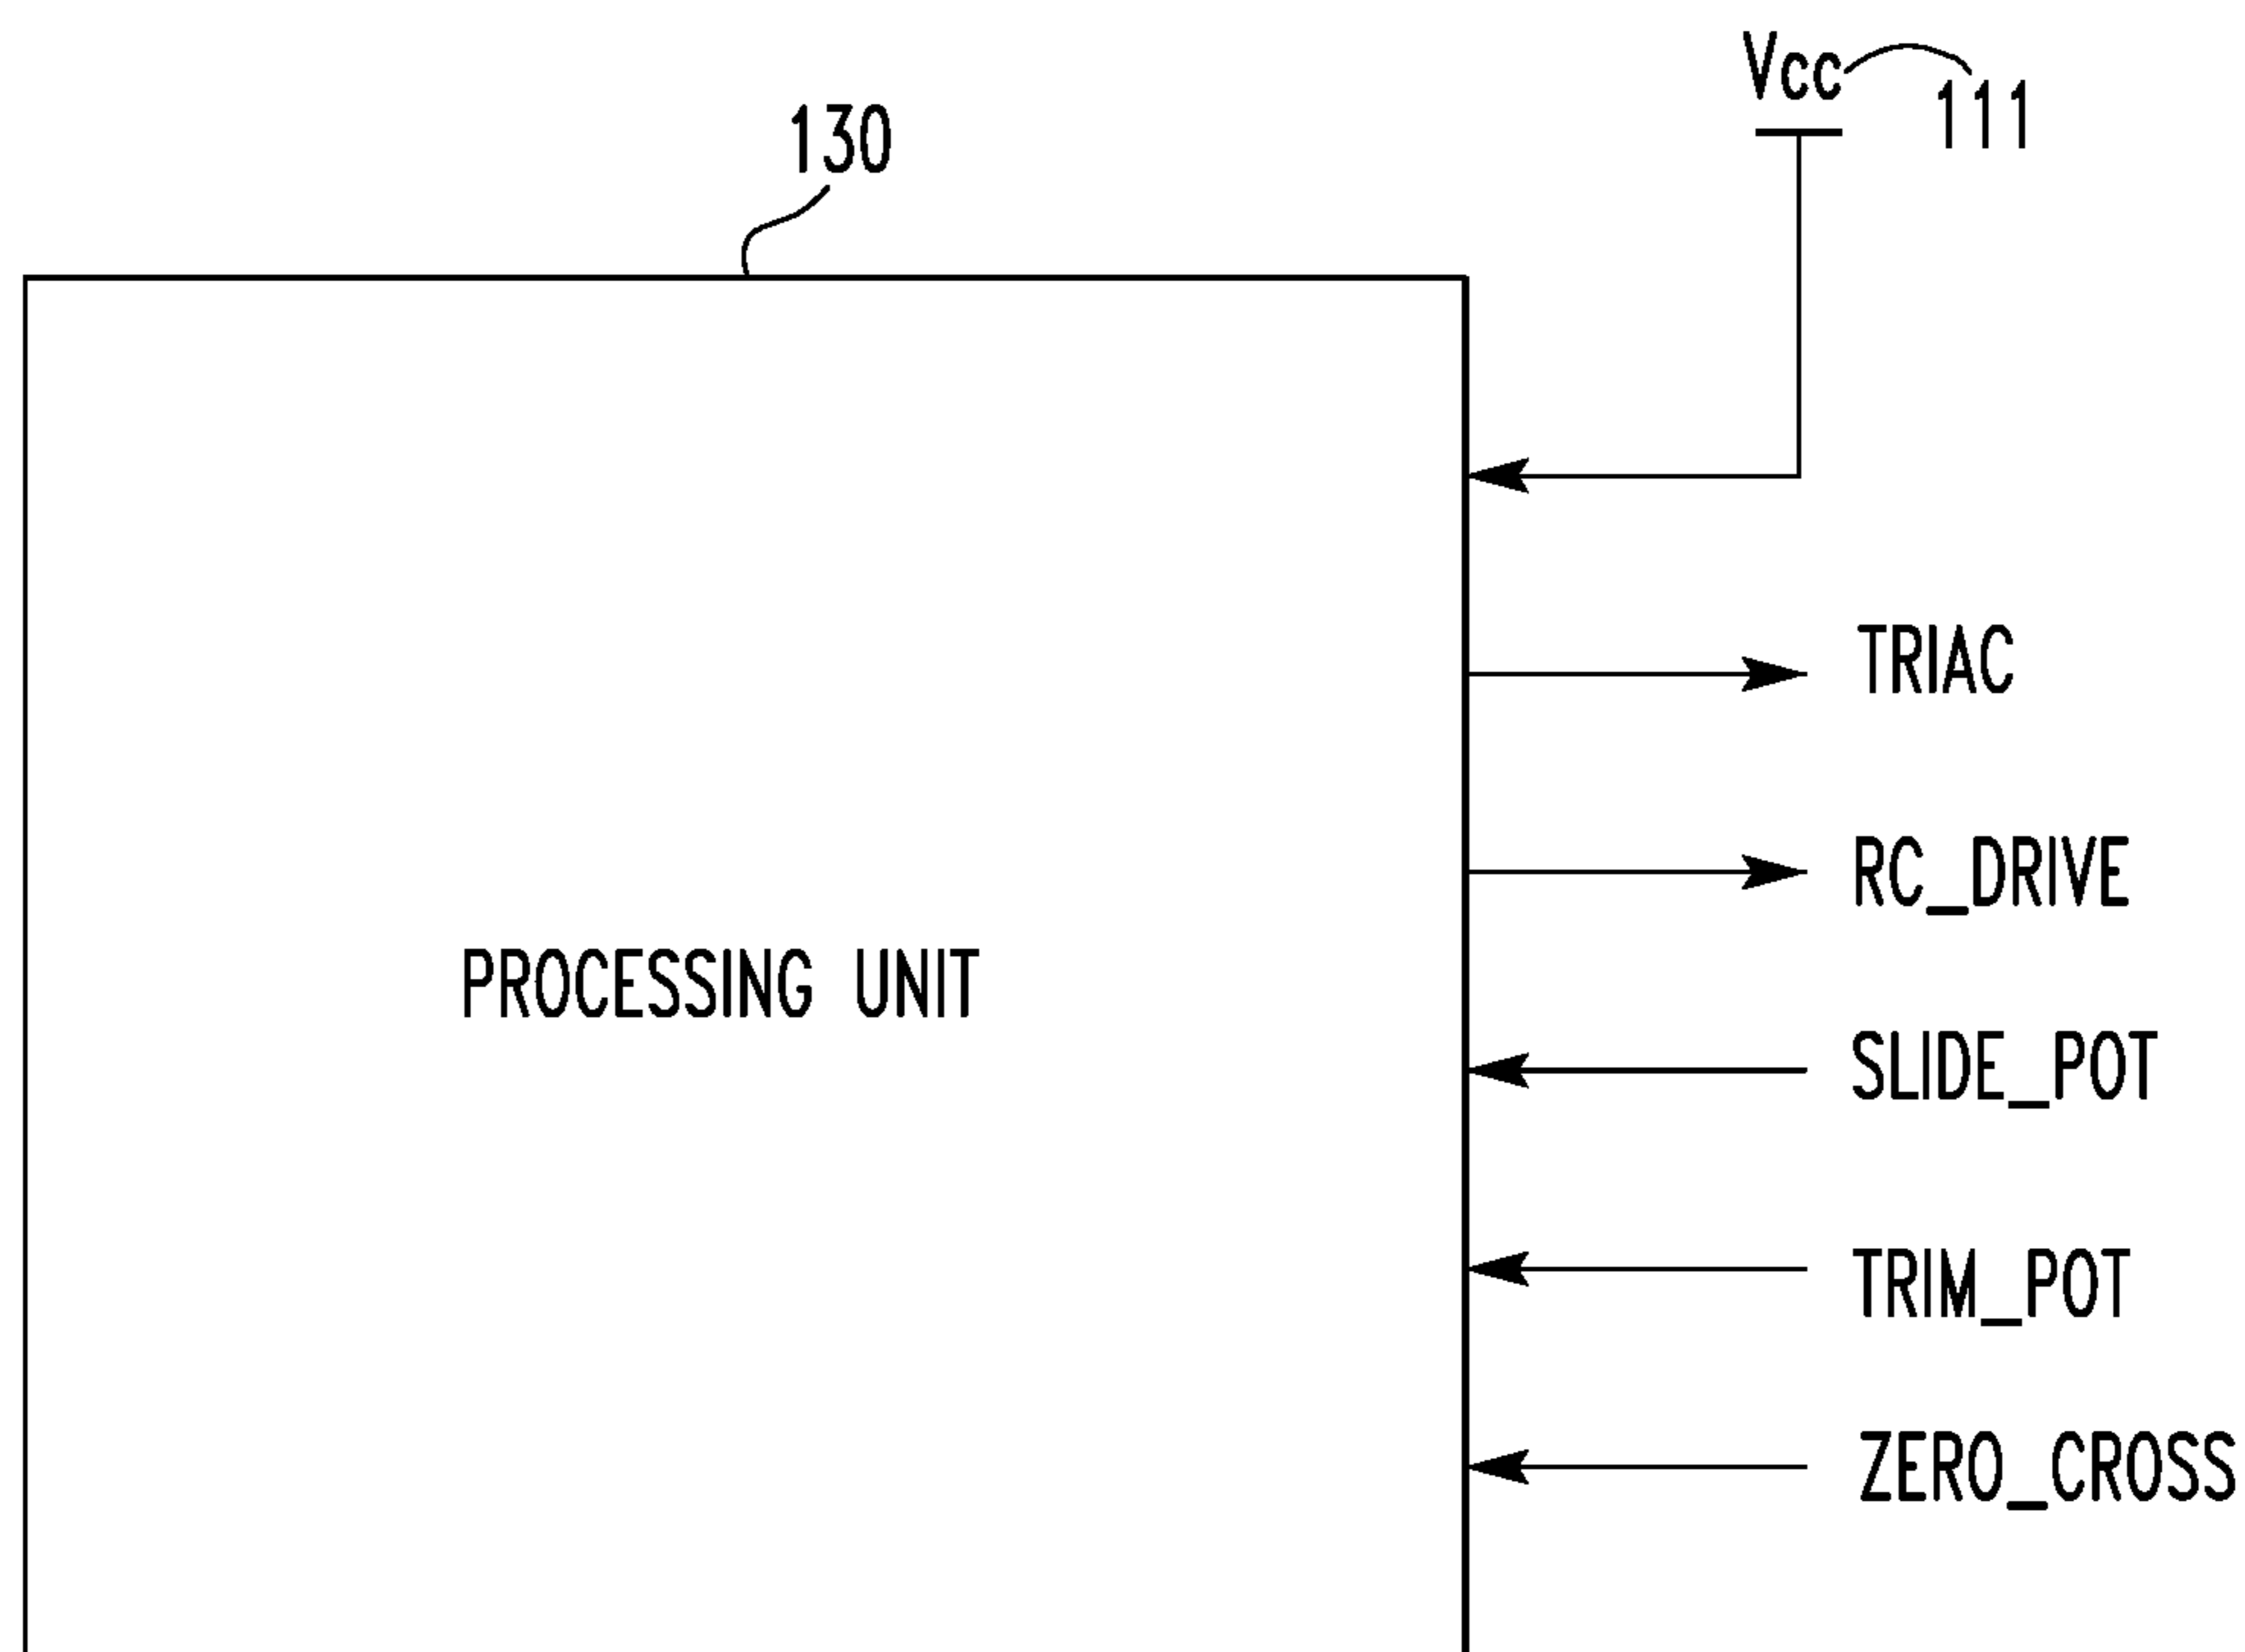 Vcc
111
130
TRIAC
RC_DRIVE
PROCESSING UNIT
SLIDE_POT
TRIM_POT
ZERO_CROSS